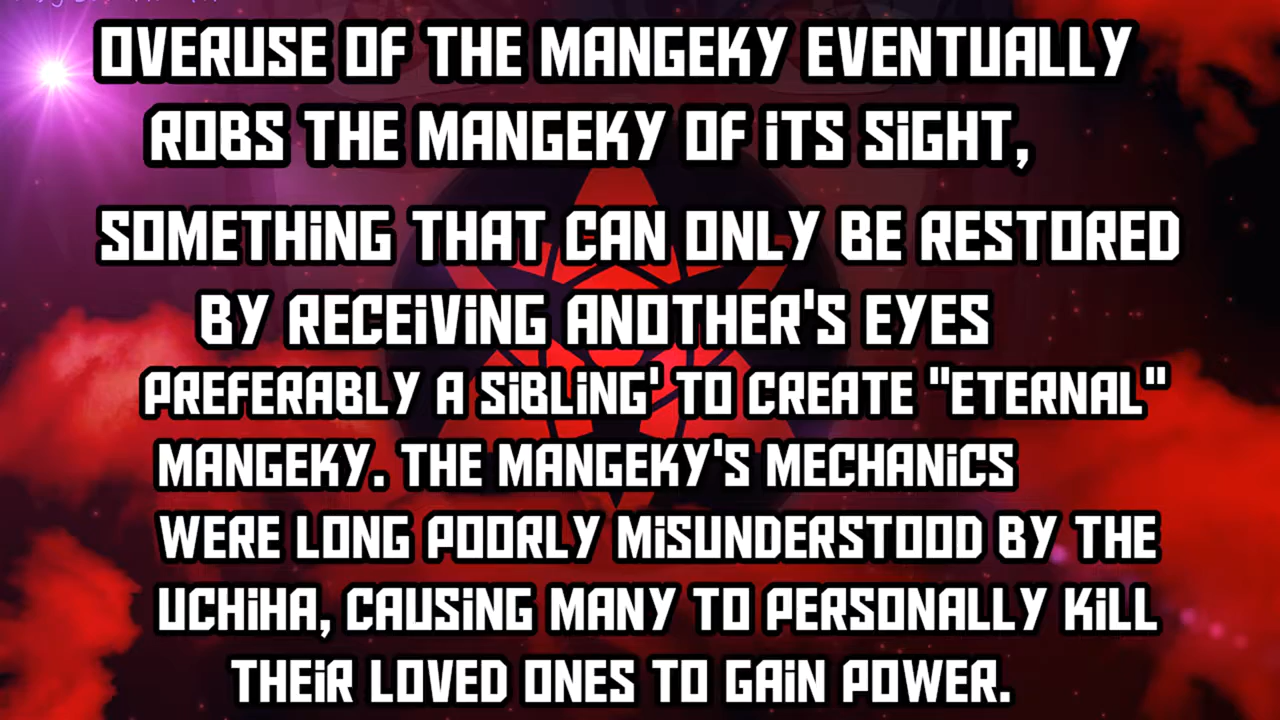 OVERUSE OF THE MANGEKY EVENTUALLY
ROBS THE MANGEKY OF iTS SiGHT,
SOMETHiNG THAT CAN ONLY BE RESTORED
BY RECEiViNG ANOTHER'S EYES
PREFERABLY A SiBLiNG' TO CREATE "ETERNAL"
MANGEKY. THE MANGEKY'S MECHANiCS
WERE LONG POORLY MiSUNDERSTOOD BY THE
UCHiHA, CAUSiNG MANY TO PERSONALLY KiLL
THEiR LOVED ONES TO GAiN POWER.